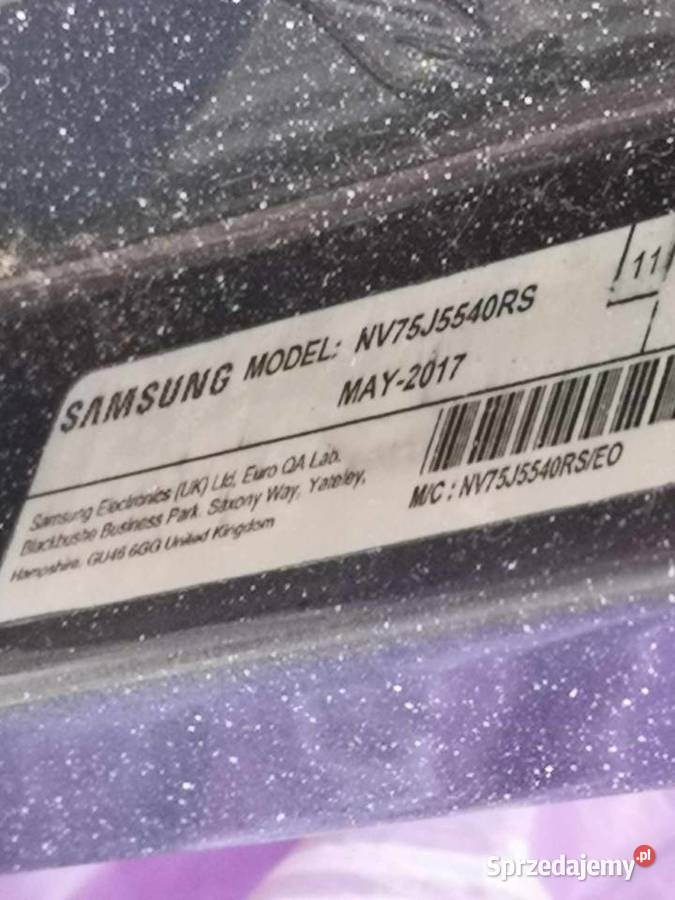 SAMSUNG MODEL: NV75J5540RS
11
MAY-2017
Samsung Electronics (UK) Ltd, Euro QA Lab.
Blackbushe Business Park. Saxony Way, Yateley,
Hampshire. GU46 6GG United Kingdom
M/C : NV75J5540RS/EO
Sprzedajemy.pl